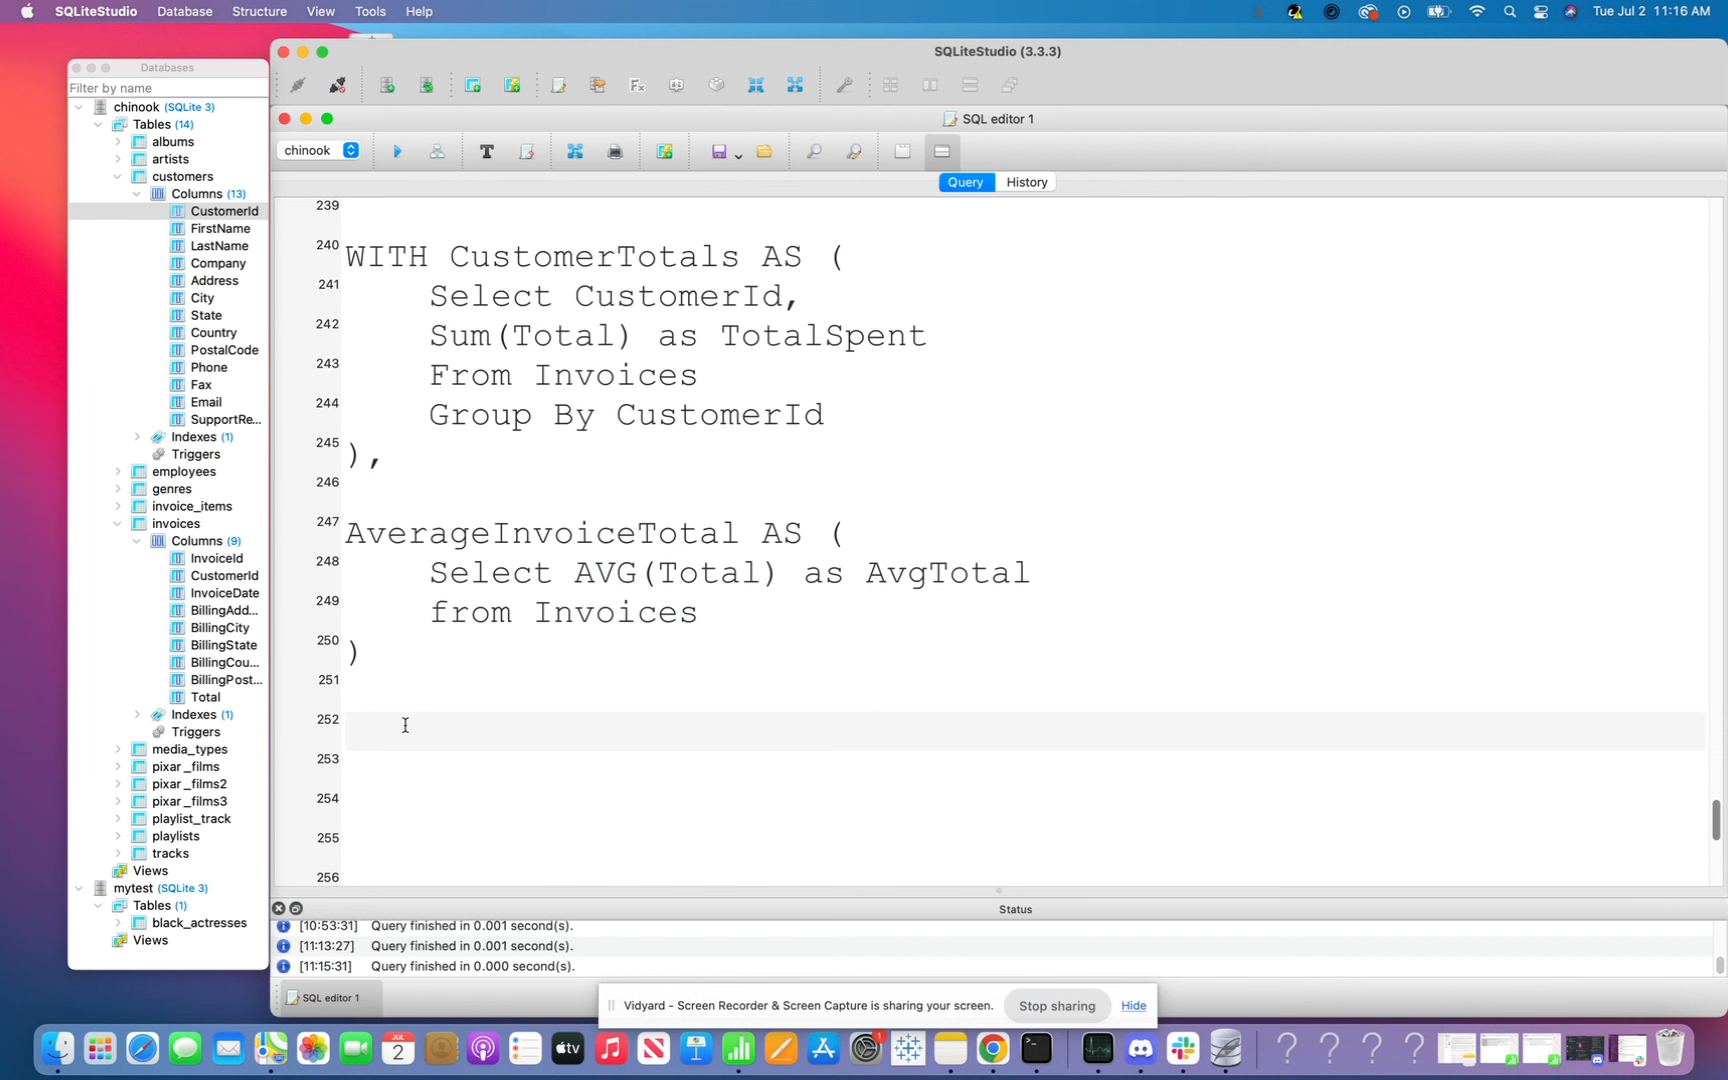 SQLiteStudio Database Structure View Tools Help
Tue Jul 2 11:16 AM
SQLiteStudio (3.3.3)
Databases
Filter by name
chinook (SQLite 3)
Tables (14)
albums
artists
customers
Columns (13)
CustomerId
FirstName
LastName
Company
Address
City
State
Country
PostalCode
Phone
Fax
Email
SupportRe...
Indexes (1)
Triggers
employees
genres
invoice_items
invoices
Columns (9)
InvoiceId
CustomerId
InvoiceDate
BillingAdd...
BillingCity
BillingState
BillingCou...
BillingPost...
Total
Indexes (1)
Triggers
media_types
pixar_films
pixar_films2
pixar_films3
playlist_track
playlists
tracks
Views
mytest (SQLite 3)
Tables (1)
black_actresses
Views
SQL editor 1
chinook
Query History
239
240 WITH CustomerTotals AS (
241 Select CustomerId,
242 Sum(Total) as TotalSpent
243 From Invoices
244 Group By CustomerId
245 ),
246
247 AverageInvoiceTotal AS (
248 Select AVG(Total) as AvgTotal
249 from Invoices
250 )
251
252
253
254
255
256
Status
[10:53:31] Query finished in 0.001 second(s).
[11:13:27] Query finished in 0.001 second(s).
[11:15:31] Query finished in 0.000 second(s).
SQL editor 1
Vidyard - Screen Recorder & Screen Capture is sharing your screen. Stop sharing Hide
JUL
2
tv
1